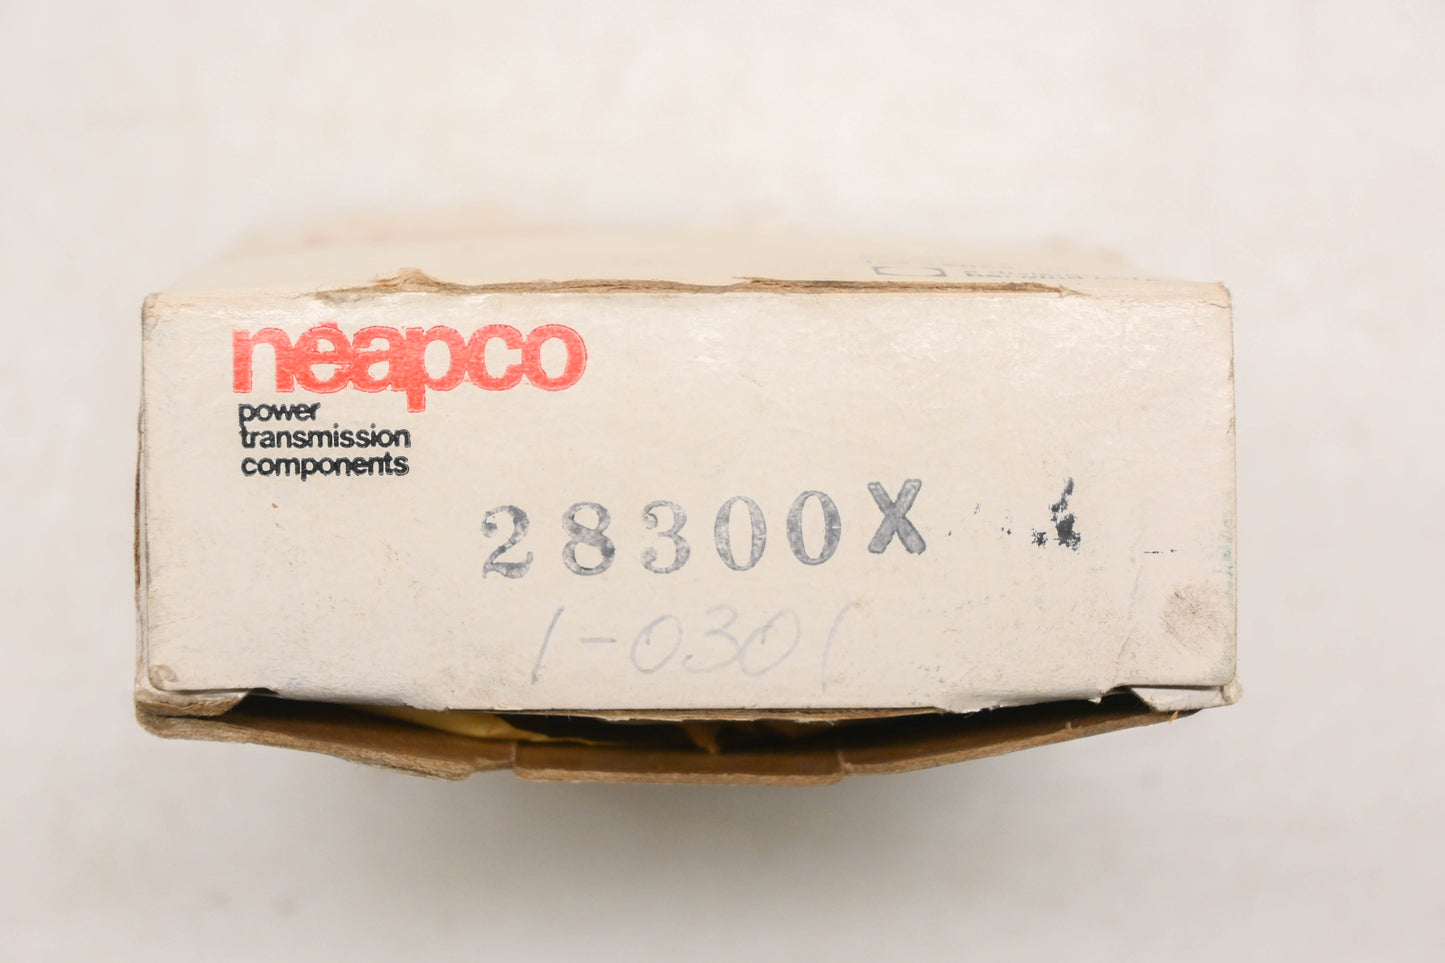 neapco
power
transmission
components
28300X
1-0301